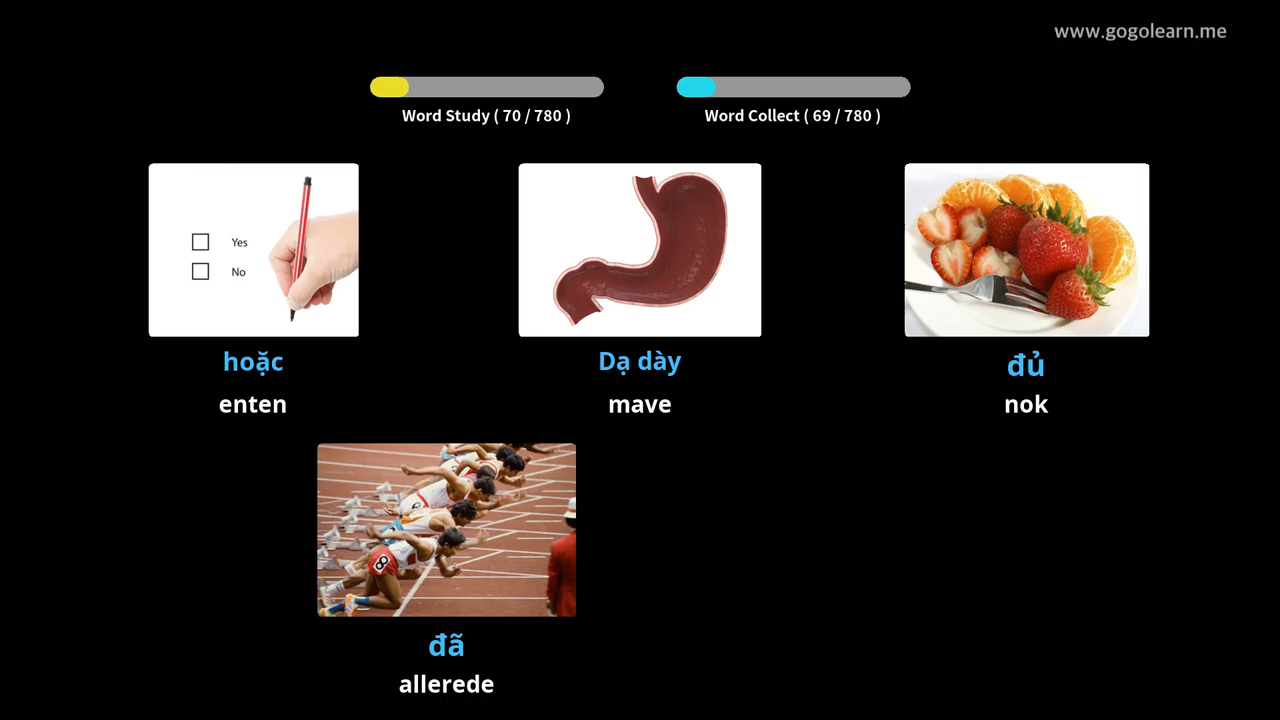 www.gogolearn.me
Word Study ( 70 / 780 )
Word Collect ( 69 / 780 )
Yes
No
hoặc
enten
Dạ dày
mave
đủ
nok
8
đã
allerede